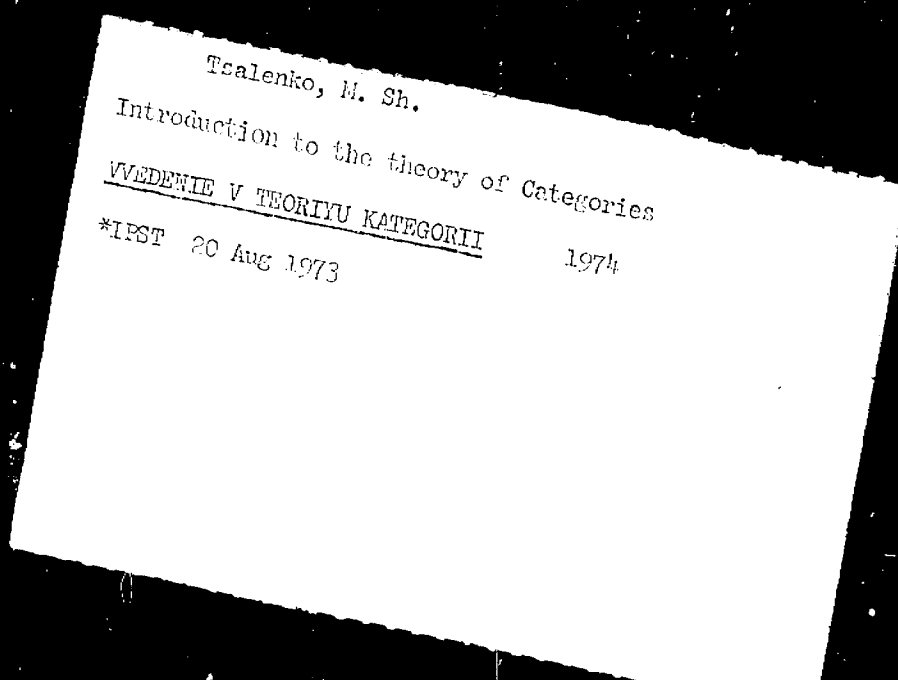 Tsalenko, M. Sh.
Introduction to the theory of Categories
VVEDENIE V TEORIYU KATEGORII 1974
*IPST 20 Aug 1973